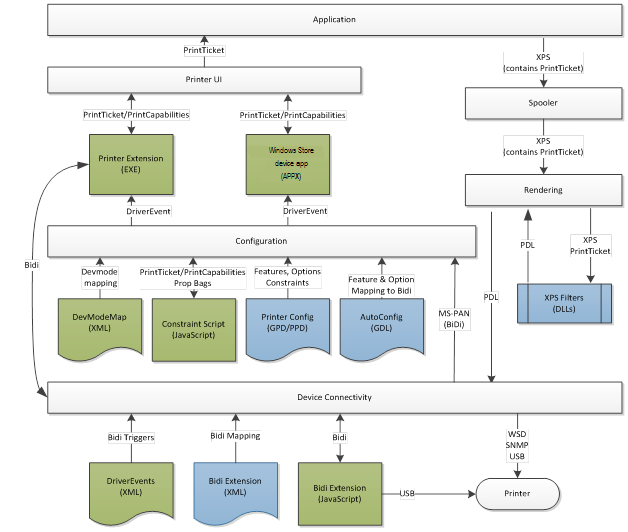 Application
PrintTicket
XPS
(contains PrintTicket)
Printer UI
Spooler
PrintTicket/PrintCapabilities
PrintTicket/PrintCapabilities
XPS
(contains PrintTicket)
Printer Extension
(EXE)
Windows Store
device app
(APPX)
Rendering
DriverEvent
DriverEvent
Configuration
PDL
XPS
PrintTicket
Bidi
Devmode
mapping
PrintTicket/PrintCapabilities
Prop Bags
Features, Options
Constraints
Feature & Option
Mapping to Bidi
MS-PAN
(BiDi)
PDL
XPS Filters
(DLLs)
DevModeMap
(XML)
Constraint Script
(JavaScript)
Printer Config
(GPD/PPD)
AutoConfig
(GDL)
Device Connectivity
Bidi Triggers
Bidi Mapping
Bidi
WSD
SNMP
USB
DriverEvents
(XML)
Bidi Extension
(XML)
Bidi Extension
(JavaScript)
USB
Printer